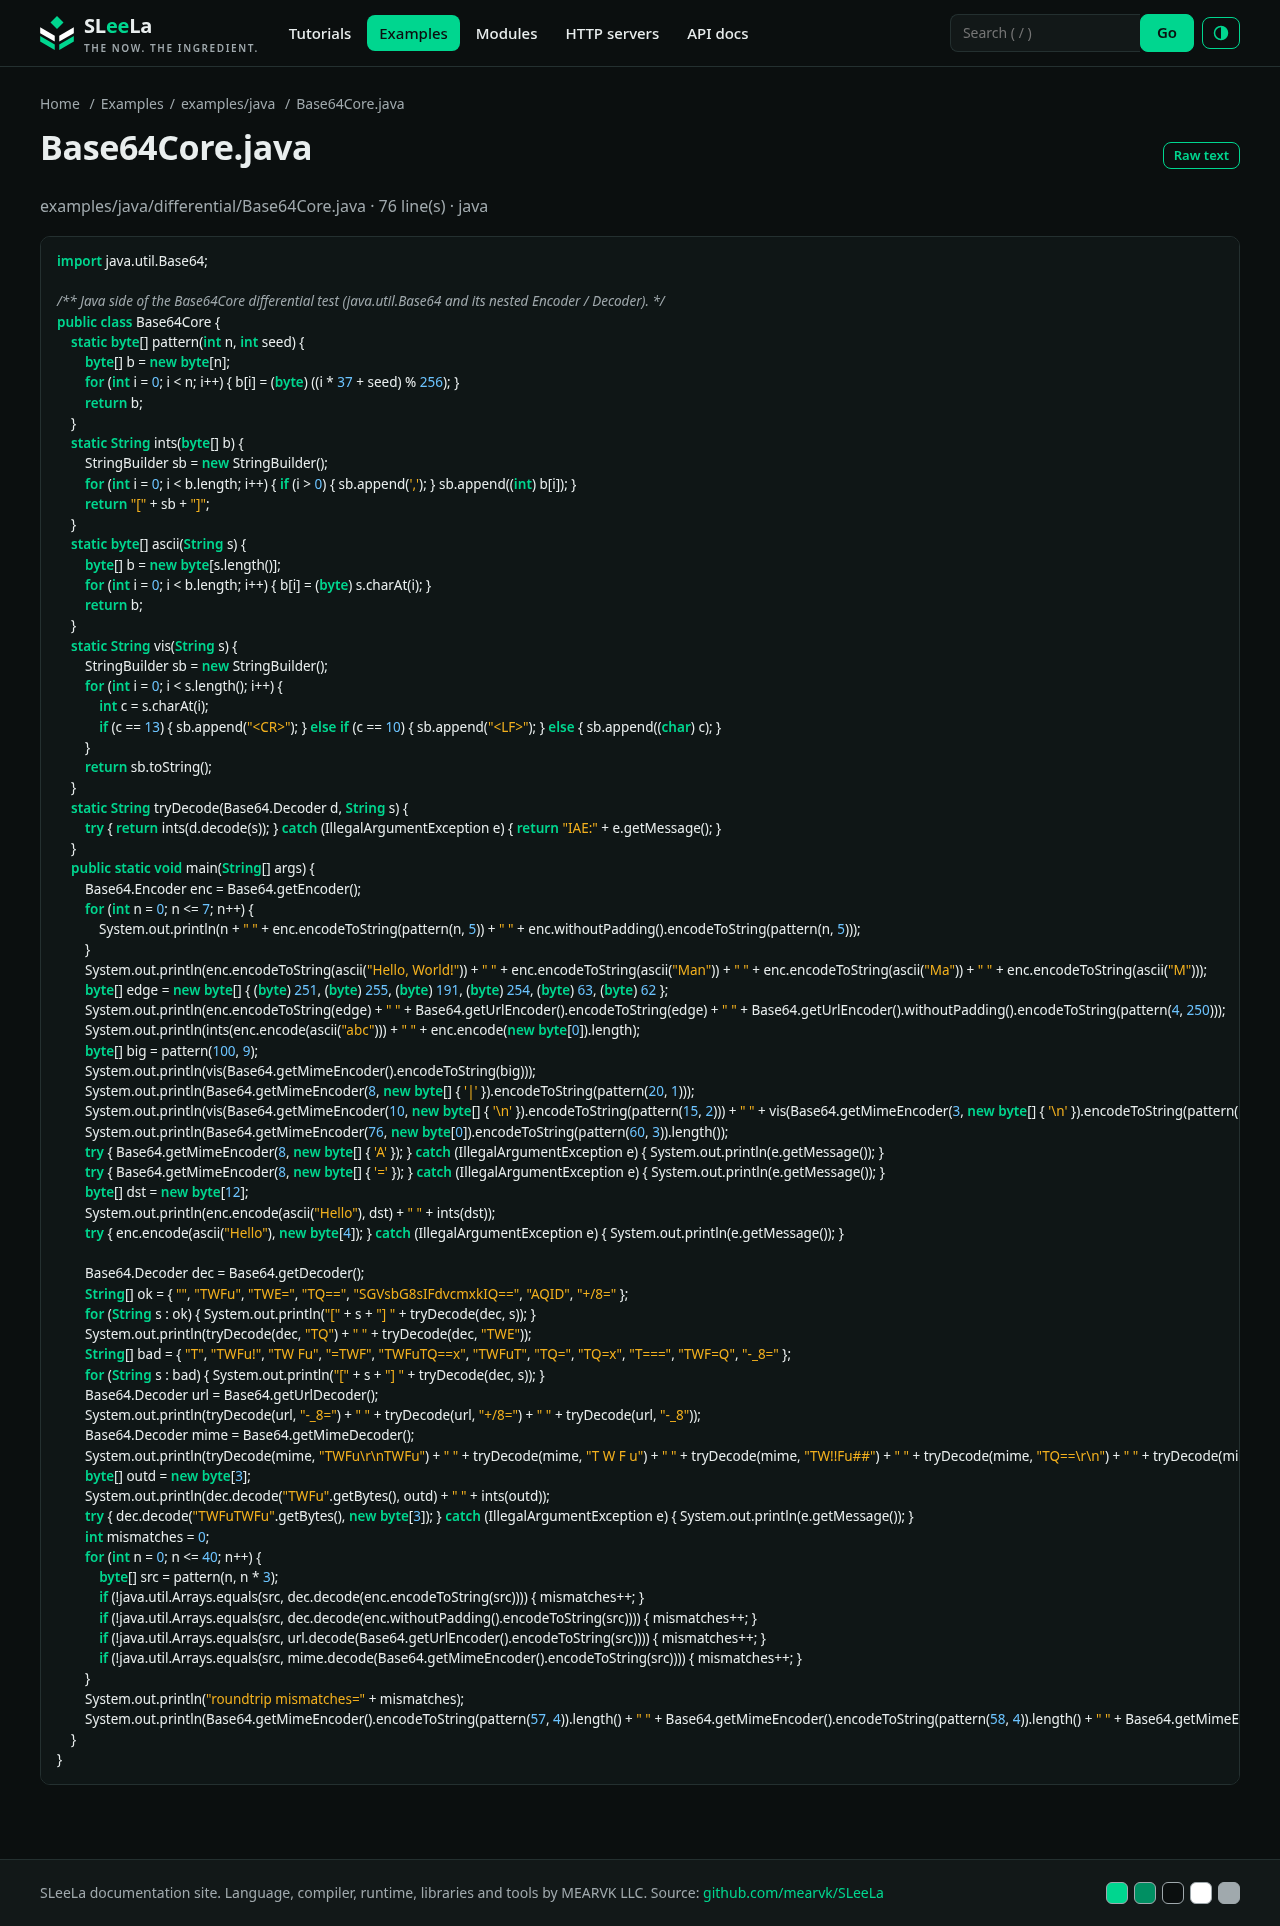 SLeeLa
THE NOW. THE INGREDIENT.
Tutorials
Examples
Modules
HTTP servers
API docs
Search ( / )
Go
Home / Examples / examples/java / Base64Core.java
Base64Core.java
Raw text
examples/java/differential/Base64Core.java · 76 line(s) · java
import java.util.Base64;
/** Java side of the Base64Core differential test (java.util.Base64 and its nested Encoder / Decoder). */
public class Base64Core {
    static byte[] pattern(int n, int seed) {
        byte[] b = new byte[n];
        for (int i = 0; i < n; i++) { b[i] = (byte) ((i * 37 + seed) % 256); }
        return b;
    }
    static String ints(byte[] b) {
        StringBuilder sb = new StringBuilder();
        for (int i = 0; i < b.length; i++) { if (i > 0) { sb.append(','); } sb.append((int) b[i]); }
        return "[" + sb + "]";
    }
    static byte[] ascii(String s) {
        byte[] b = new byte[s.length()];
        for (int i = 0; i < b.length; i++) { b[i] = (byte) s.charAt(i); }
        return b;
    }
    static String vis(String s) {
        StringBuilder sb = new StringBuilder();
        for (int i = 0; i < s.length(); i++) {
            int c = s.charAt(i);
            if (c == 13) { sb.append("<CR>"); } else if (c == 10) { sb.append("<LF>"); } else { sb.append((char) c); }
        }
        return sb.toString();
    }
    static String tryDecode(Base64.Decoder d, String s) {
        try { return ints(d.decode(s)); } catch (IllegalArgumentException e) { return "IAE:" + e.getMessage(); }
    }
    public static void main(String[] args) {
        Base64.Encoder enc = Base64.getEncoder();
        for (int n = 0; n <= 7; n++) {
            System.out.println(n + " " + enc.encodeToString(pattern(n, 5)) + " " + enc.withoutPadding().encodeToString(pattern(n, 5)));
        }
        System.out.println(enc.encodeToString(ascii("Hello, World!")) + " " + enc.encodeToString(ascii("Man")) + " " + enc.encodeToString(ascii("Ma")) + " " + enc.encodeToString(ascii("M")));
        byte[] edge = new byte[] { (byte) 251, (byte) 255, (byte) 191, (byte) 254, (byte) 63, (byte) 62 };
        System.out.println(enc.encodeToString(edge) + " " + Base64.getUrlEncoder().encodeToString(edge) + " " + Base64.getUrlEncoder().withoutPadding().encodeToString(pattern(4, 250)));
        System.out.println(ints(enc.encode(ascii("abc"))) + " " + enc.encode(new byte[0]).length);
        byte[] big = pattern(100, 9);
        System.out.println(vis(Base64.getMimeEncoder().encodeToString(big)));
        System.out.println(Base64.getMimeEncoder(8, new byte[] { '|' }).encodeToString(pattern(20, 1)));
        System.out.println(vis(Base64.getMimeEncoder(10, new byte[] { '\n' }).encodeToString(pattern(15, 2))) + " " + vis(Base64.getMimeEncoder(3, new byte[] { '\n' }).encodeToString(pattern(
        System.out.println(Base64.getMimeEncoder(76, new byte[0]).encodeToString(pattern(60, 3)).length());
        try { Base64.getMimeEncoder(8, new byte[] { 'A' }); } catch (IllegalArgumentException e) { System.out.println(e.getMessage()); }
        try { Base64.getMimeEncoder(8, new byte[] { '=' }); } catch (IllegalArgumentException e) { System.out.println(e.getMessage()); }
        byte[] dst = new byte[12];
        System.out.println(enc.encode(ascii("Hello"), dst) + " " + ints(dst));
        try { enc.encode(ascii("Hello"), new byte[4]); } catch (IllegalArgumentException e) { System.out.println(e.getMessage()); }
        Base64.Decoder dec = Base64.getDecoder();
        String[] ok = { "", "TWFu", "TWE=", "TQ==", "SGVsbG8sIFdvcmxkIQ==", "AQID", "+/8=" };
        for (String s : ok) { System.out.println("[" + s + "] " + tryDecode(dec, s)); }
        System.out.println(tryDecode(dec, "TQ") + " " + tryDecode(dec, "TWE"));
        String[] bad = { "T", "TWFu!", "TW Fu", "=TWF", "TWFuTQ==x", "TWFuT", "TQ=", "TQ=x", "T===", "TWF=Q", "-_8=" };
        for (String s : bad) { System.out.println("[" + s + "] " + tryDecode(dec, s)); }
        Base64.Decoder url = Base64.getUrlDecoder();
        System.out.println(tryDecode(url, "-_8=") + " " + tryDecode(url, "+/8=") + " " + tryDecode(url, "-_8"));
        Base64.Decoder mime = Base64.getMimeDecoder();
        System.out.println(tryDecode(mime, "TWFu\r\nTWFu") + " " + tryDecode(mime, "T W F u") + " " + tryDecode(mime, "TW!!Fu##") + " " + tryDecode(mime, "TQ==\r\n") + " " + tryDecode(mi
        byte[] outd = new byte[3];
        System.out.println(dec.decode("TWFu".getBytes(), outd) + " " + ints(outd));
        try { dec.decode("TWFuTWFu".getBytes(), new byte[3]); } catch (IllegalArgumentException e) { System.out.println(e.getMessage()); }
        int mismatches = 0;
        for (int n = 0; n <= 40; n++) {
            byte[] src = pattern(n, n * 3);
            if (!java.util.Arrays.equals(src, dec.decode(enc.encodeToString(src)))) { mismatches++; }
            if (!java.util.Arrays.equals(src, dec.decode(enc.withoutPadding().encodeToString(src)))) { mismatches++; }
            if (!java.util.Arrays.equals(src, url.decode(Base64.getUrlEncoder().encodeToString(src)))) { mismatches++; }
            if (!java.util.Arrays.equals(src, mime.decode(Base64.getMimeEncoder().encodeToString(src)))) { mismatches++; }
        }
        System.out.println("roundtrip mismatches=" + mismatches);
        System.out.println(Base64.getMimeEncoder().encodeToString(pattern(57, 4)).length() + " " + Base64.getMimeEncoder().encodeToString(pattern(58, 4)).length() + " " + Base64.getMimeE
    }
}
SLeeLa documentation site. Language, compiler, runtime, libraries and tools by MEARVK LLC. Source: github.com/mearvk/SLeeLa